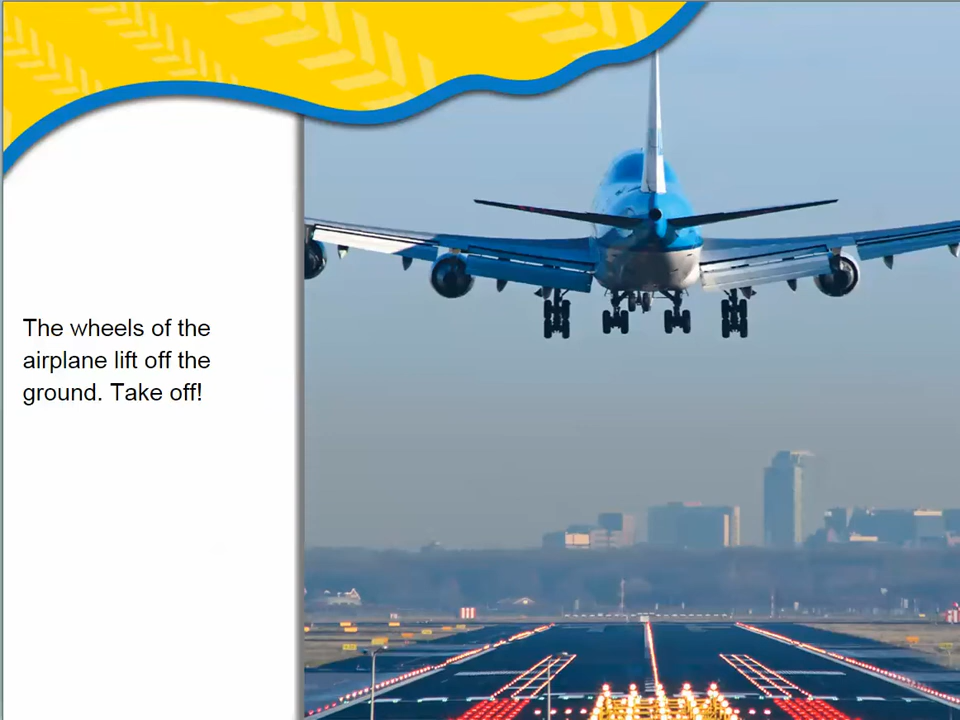 The wheels of the
airplane lift off the
ground. Take off!